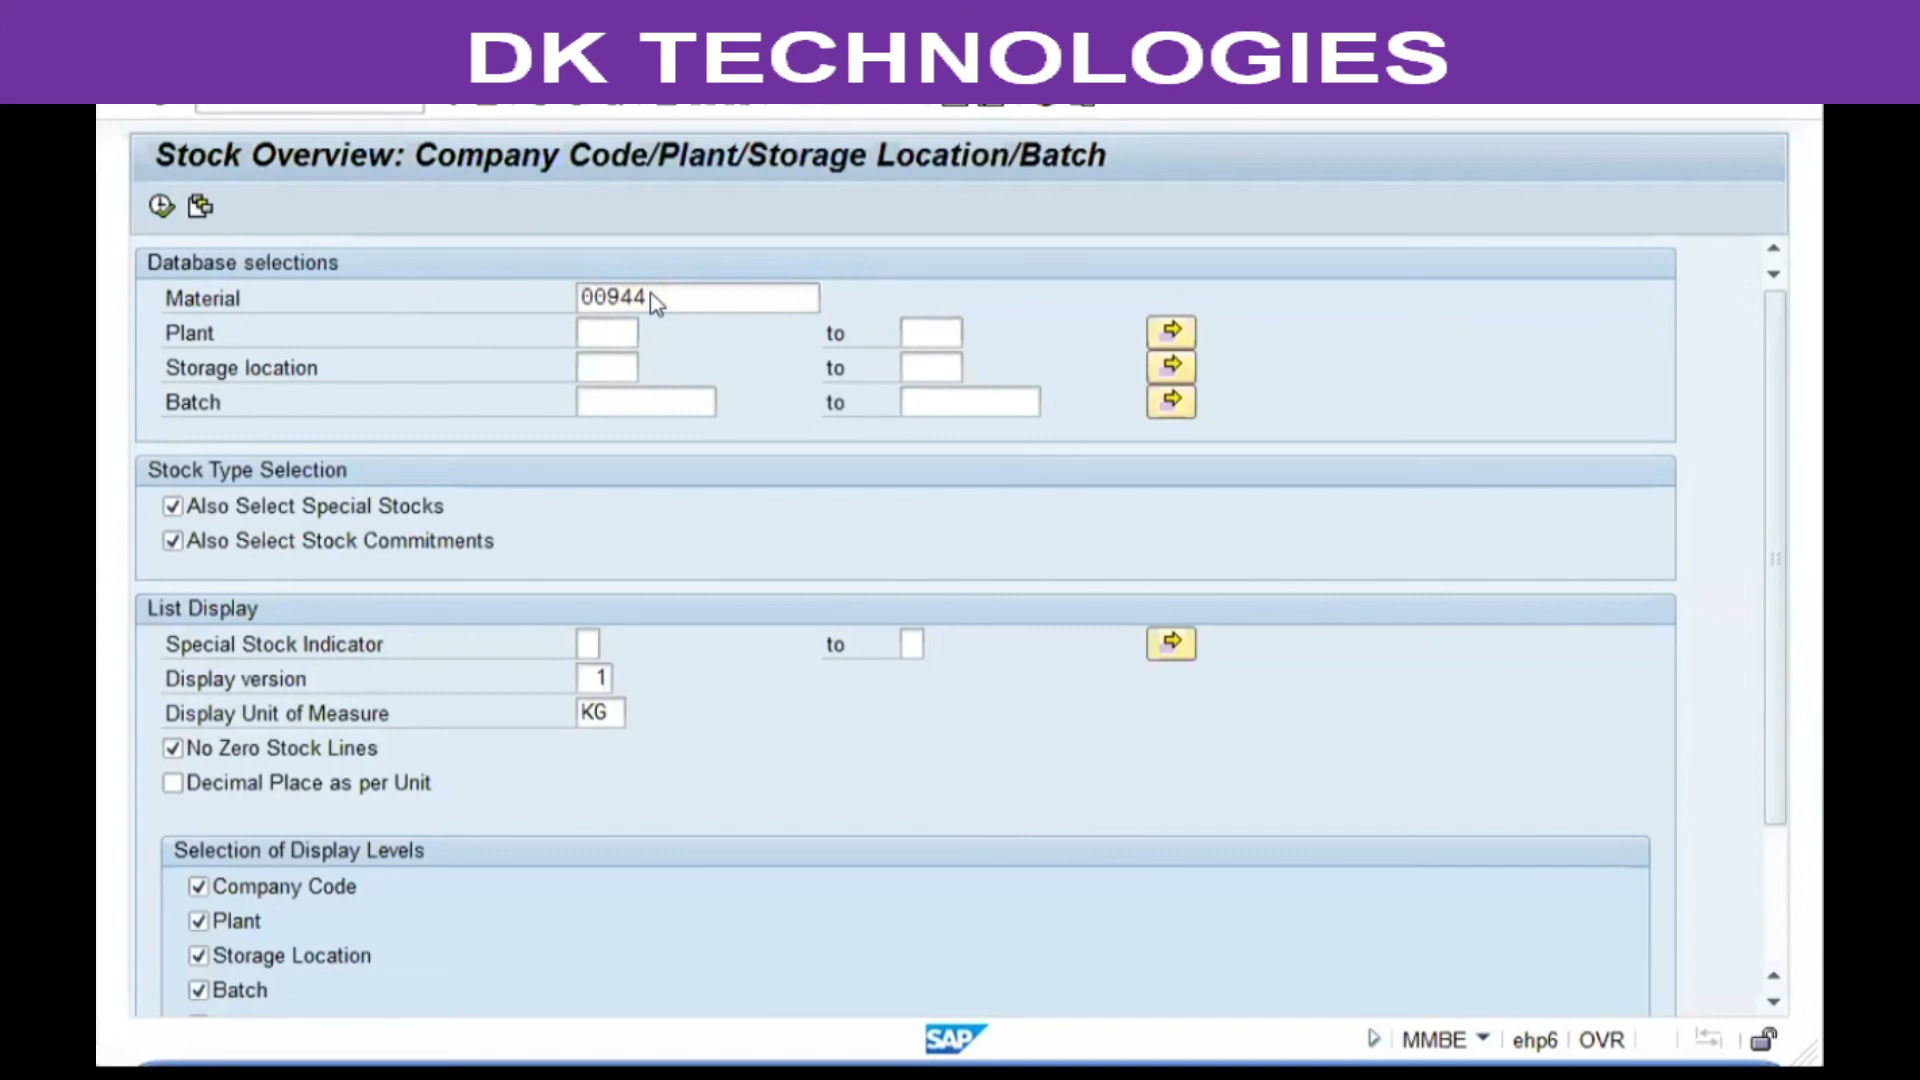 DK TECHNOLOGIES
Stock Overview: Company Code/Plant/Storage Location/Batch
Database selections
Material 00944
Plant to
Storage location to
Batch to
Stock Type Selection
Also Select Special Stocks
Also Select Stock Commitments
List Display
Special Stock Indicator to
Display version 1
Display Unit of Measure KG
No Zero Stock Lines
Decimal Place as per Unit
Selection of Display Levels
Company Code
Plant
Storage Location
Batch
SAP MMBE ehp6 OVR